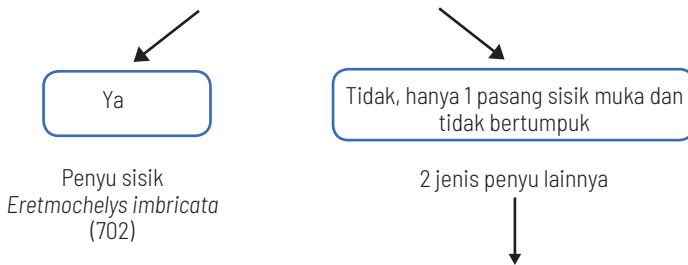 Ya
Tidak, hanya 1 pasang sisik muka dan
tidak bertumpuk
Penyu sisik
Eretmochelys imbricata
(702)
2 jenis penyu lainnya